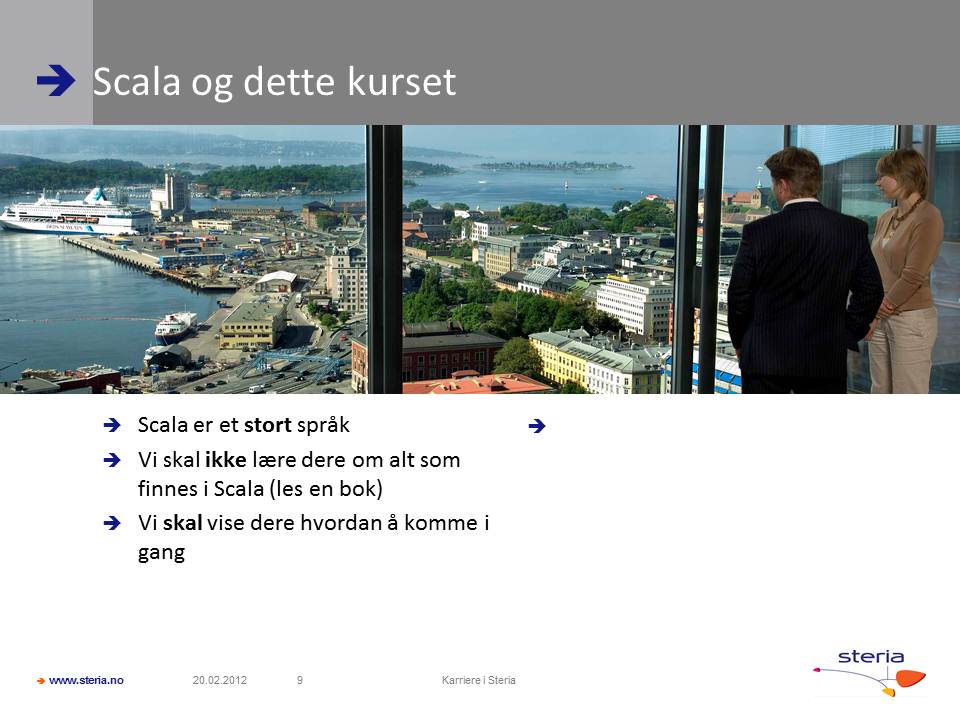 Scala og dette kurset
Scala er et stort språk
Vi skal ikke lære dere om alt som
finnes i Scala (les en bok)
Vi skal vise dere hvordan å komme i
gang
www.steria.no
20.02.2012
9
Karriere i Steria
steria